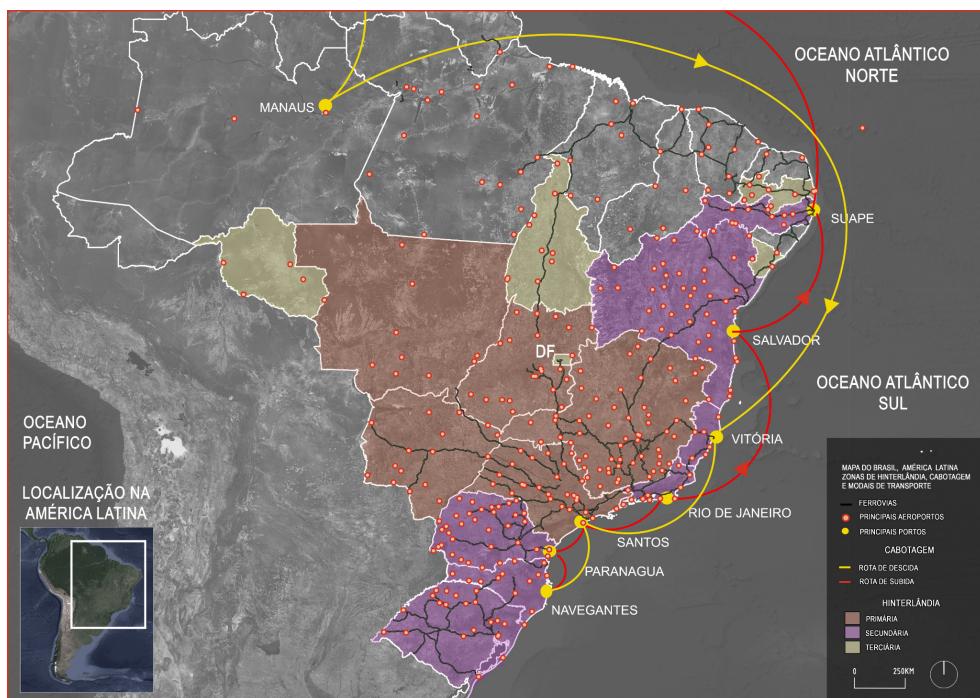 OCEANO ATLÂNTICO
NORTE
MANAUS
SUAPE
DF
SALVADOR
OCEANO ATLÂNTICO
SUL
OCEANO
PACÍFICO
VITÓRIA
LOCALIZAÇÃO NA
AMÉRICA LATINA
RIO DE JANEIRO
SANTOS
PARANAGUA
NAVEGANTES
MAPA DO BRASIL, AMÉRICA LATINA
ZONAS DE HINTERLÂNDIA, CABOTAGEM
E MODAIS DE TRANSPORTE
FERROVIAS
PRINCIPAIS AEROPORTOS
PRINCIPAIS PORTOS
CABOTAGEM
ROTA DE DESCIDA
ROTA DE SUBIDA
HINTERLÂNDIA
PRIMÁRIA
SECUNDÁRIA
TERCIÁRIA
0 250KM